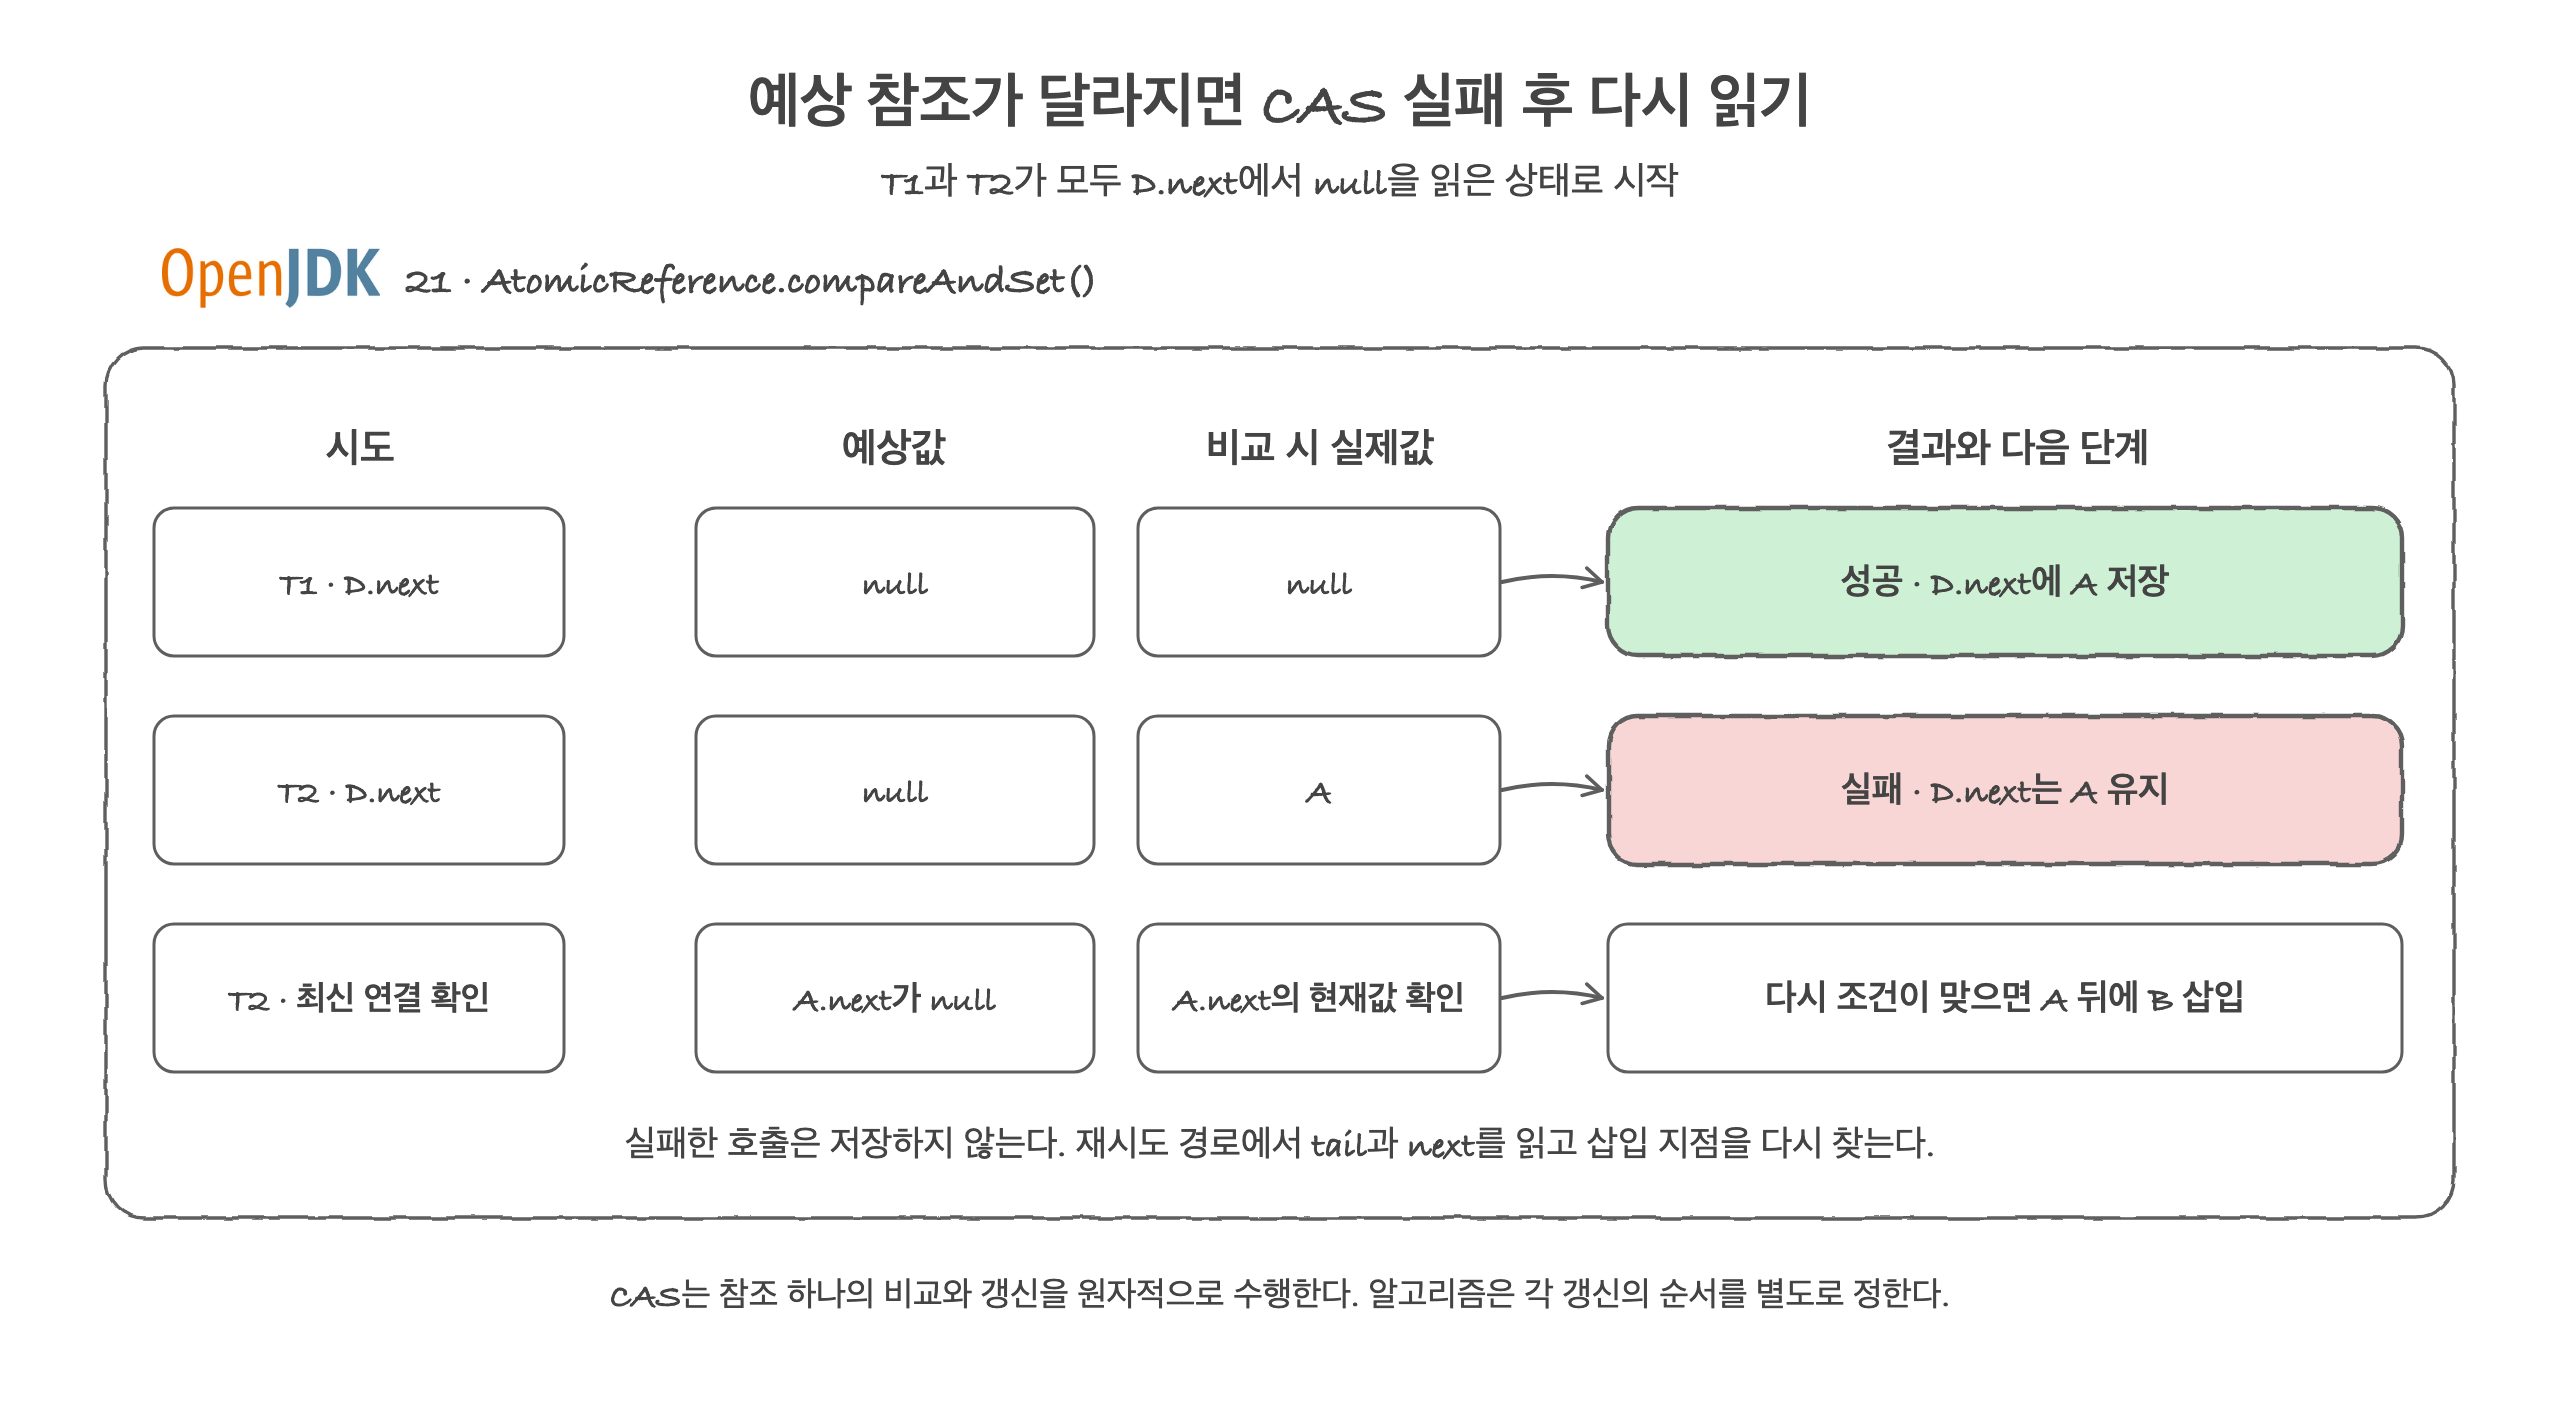 예상 참조가 달라지면 CAS 실패 후 다시 읽기
T1과 T2가 모두 D.next에서 null을 읽은 상태로 시작
OpenJDK 21 · AtomicReference.compareAndSet()
시도 예상값 비교 시 실제값 결과와 다음 단계
T1 · D.next null null 성공 · D.next에 A 저장
T2 · D.next null A 실패 · D.next는 A 유지
T2 · 최신 연결 확인 A.next가 null A.next의 현재값 확인 다시 조건이 맞으면 A 뒤에 B 삽입
실패한 호출은 저장하지 않는다. 재시도 경로에서 tail과 next를 읽고 삽입 지점을 다시 찾는다.
CAS는 참조 하나의 비교와 갱신을 원자적으로 수행한다. 알고리즘은 각 갱신의 순서를 별도로 정한다.